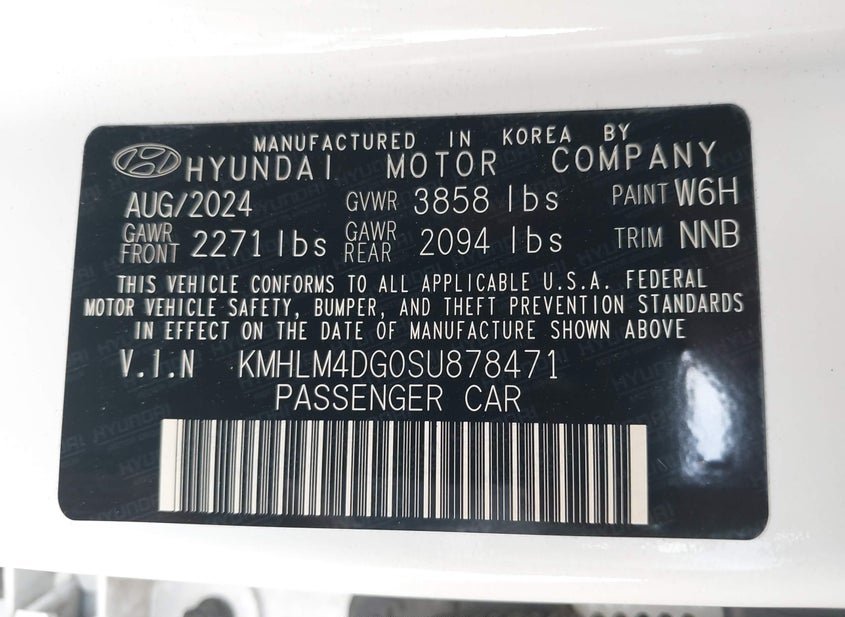 MANUFACTURED IN KOREA BY
HYUNDAI MOTOR COMPANY
AUG/2024 GVWR 3858 lbs PAINT W6H
GAWR FRONT 2271 lbs GAWR REAR 2094 lbs TRIM NNB
THIS VEHICLE CONFORMS TO ALL APPLICABLE U.S.A. FEDERAL
MOTOR VEHICLE SAFETY, BUMPER, AND THEFT PREVENTION STANDARDS
IN EFFECT ON THE DATE OF MANUFACTURE SHOWN ABOVE
V.I.N KMHLM4DG0SU878471
PASSENGER CAR